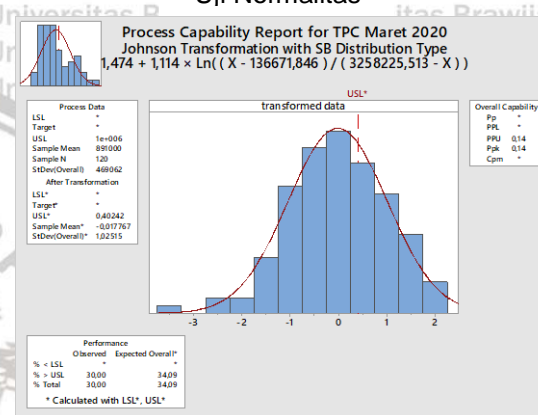 Uji Normalitas
Process Capability Report for TPC Maret 2020
Johnson Transformation with SB Distribution Type
1,474 + 1,114 × Ln( ( X - 136671,846 ) / ( 3258225,513 - X ) )
Process Data
LSL *
Target *
USL 1e+006
Sample Mean 891000
Sample N 120
StDev(Overall) 469062
After Transformation
LSL* *
Target* *
USL* 0,40242
Sample Mean* -0,017767
StDev(Overall)* 1,02515
USL*
transformed data
-3 -2 -1 0 1 2
Overall Capability
Pp *
PPL *
PPU 0,14
Ppk 0,14
Cpm *
Performance
Observed Expected Overall*
% < LSL * *
% > USL 30,00 34,09
% Total 30,00 34,09
* Calculated with LSL*, USL*